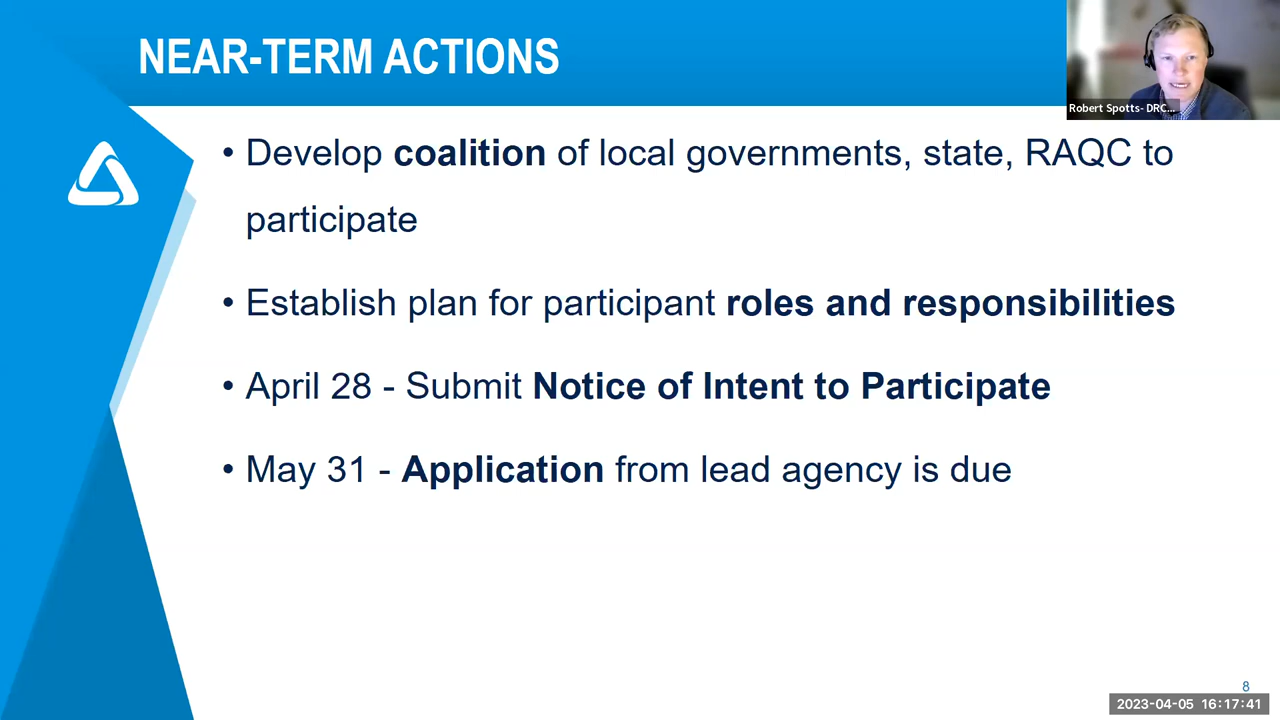 NEAR-TERM ACTIONS
Robert Spotts- DRC...
• Develop coalition of local governments, state, RAQC to
participate
• Establish plan for participant roles and responsibilities
• April 28 - Submit Notice of Intent to Participate
• May 31 - Application from lead agency is due
8
2023-04-05 16:17:41